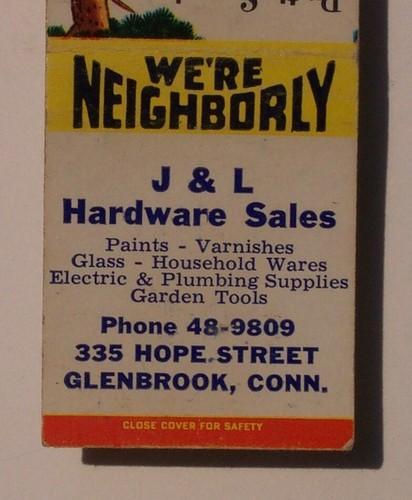 WE'RE
NEIGHBORLY
J & L
Hardware Sales
Paints - Varnishes
Glass - Household Wares
Electric & Plumbing Supplies
Garden Tools
Phone 48-9809
335 HOPE STREET
GLENBROOK, CONN.
CLOSE COVER FOR SAFETY